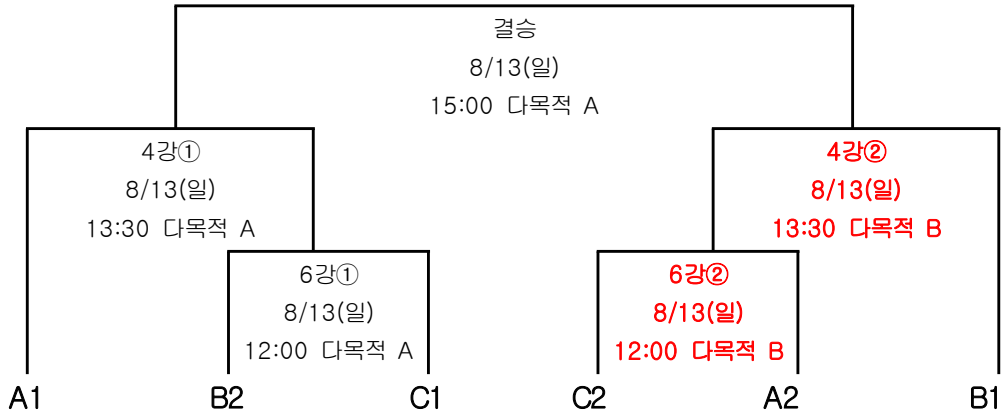 결승
8/13(일)
15:00 다목적 A
4강①
8/13(일)
13:30 다목적 A
4강②
8/13(일)
13:30 다목적 B
6강①
8/13(일)
12:00 다목적 A
6강②
8/13(일)
12:00 다목적 B
A1 B2 C1 C2 A2 B1